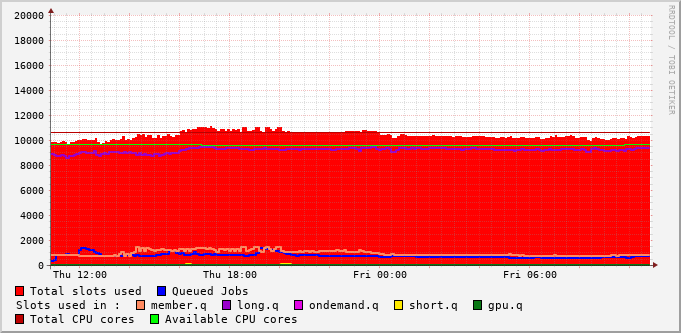 20000
18000
16000
14000
12000
10000
8000
6000
4000
2000
0
Thu 12:00 Thu 18:00 Fri 00:00 Fri 06:00
RRDTOOL / TOBI OETIKER
Total slots used Queued Jobs
Slots used in : member.q long.q ondemand.q short.q gpu.q
Total CPU cores Available CPU cores